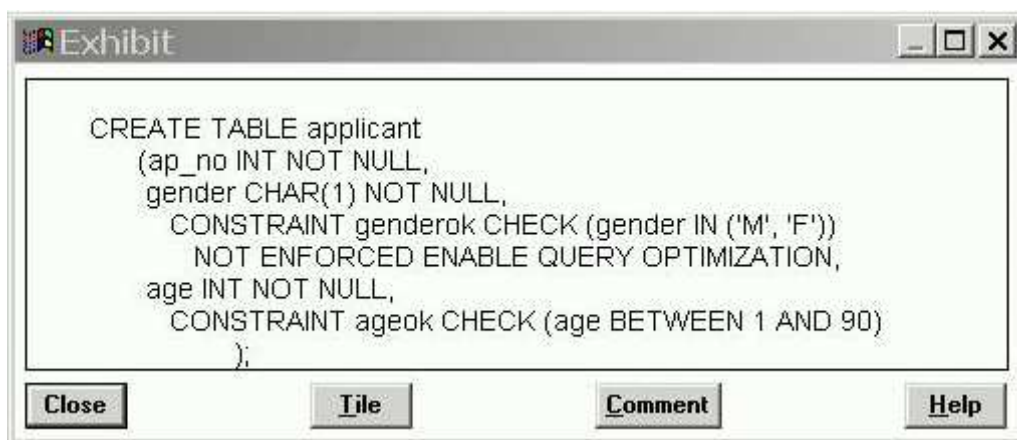 Exhibit
CREATE TABLE applicant
(ap_no INT NOT NULL,
gender CHAR(1) NOT NULL,
CONSTRAINT genderok CHECK (gender IN ('M', 'F'))
NOT ENFORCED ENABLE QUERY OPTIMIZATION,
age INT NOT NULL,
CONSTRAINT ageok CHECK (age BETWEEN 1 AND 90)
);
Close Tile Comment Help